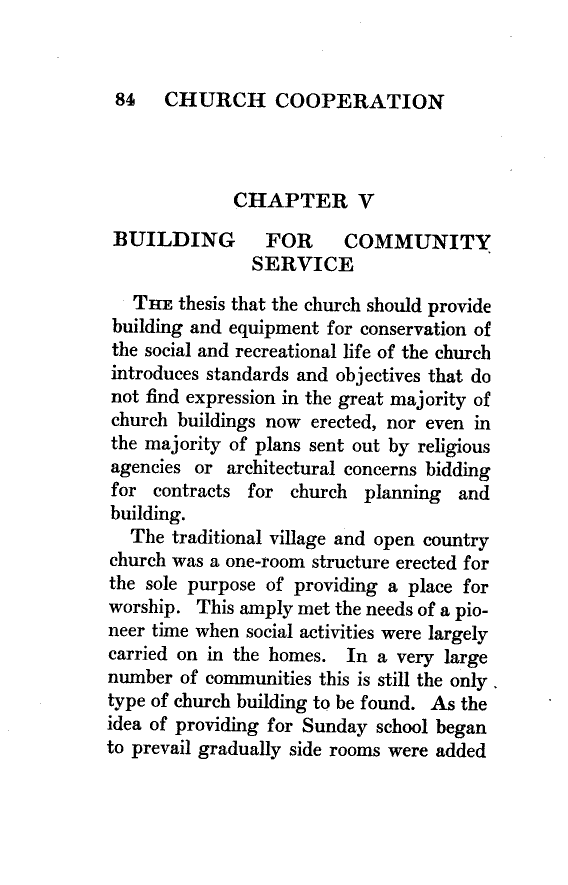 84 CHURCH COOPERATION
CHAPTER V
BUILDING FOR COMMUNITY
SERVICE
THE thesis that the church should provide
building and equipment for conservation of
the social and recreational life of the church
introduces standards and objectives that do
not find expression in the great majority of
church buildings now erected, nor even in
the majority of plans sent out by religious
agencies or architectural concerns bidding
for contracts for church planning and
building.
The traditional village and open country
church was a one-room structure erected for
the sole purpose of providing a place for
worship. This amply met the needs of a pio-
neer time when social activities were largely
carried on in the homes. In a very large
number of communities this is still the only
type of church building to be found. As the
idea of providing for Sunday school began
to prevail gradually side rooms were added